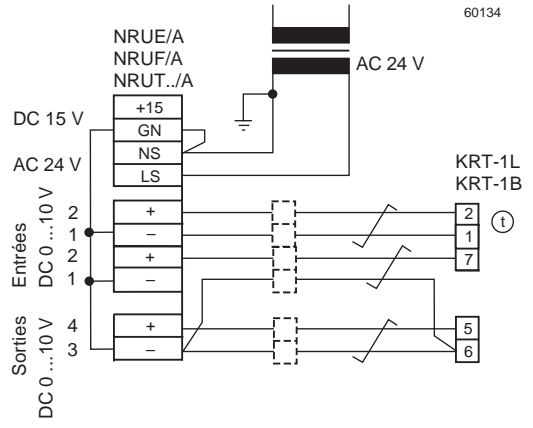 60134
NRUE/A
NRUF/A
NRUT../A
AC 24 V
DC 15 V
+15
GN
NS
AC 24 V
LS
KRT-1L
KRT-1B
Entrées
DC 0 ...10 V
2 + 2
1 – 1
t
2 + 7
1 –
Sorties
DC 0 ...10 V
4 + 5
3 – 6